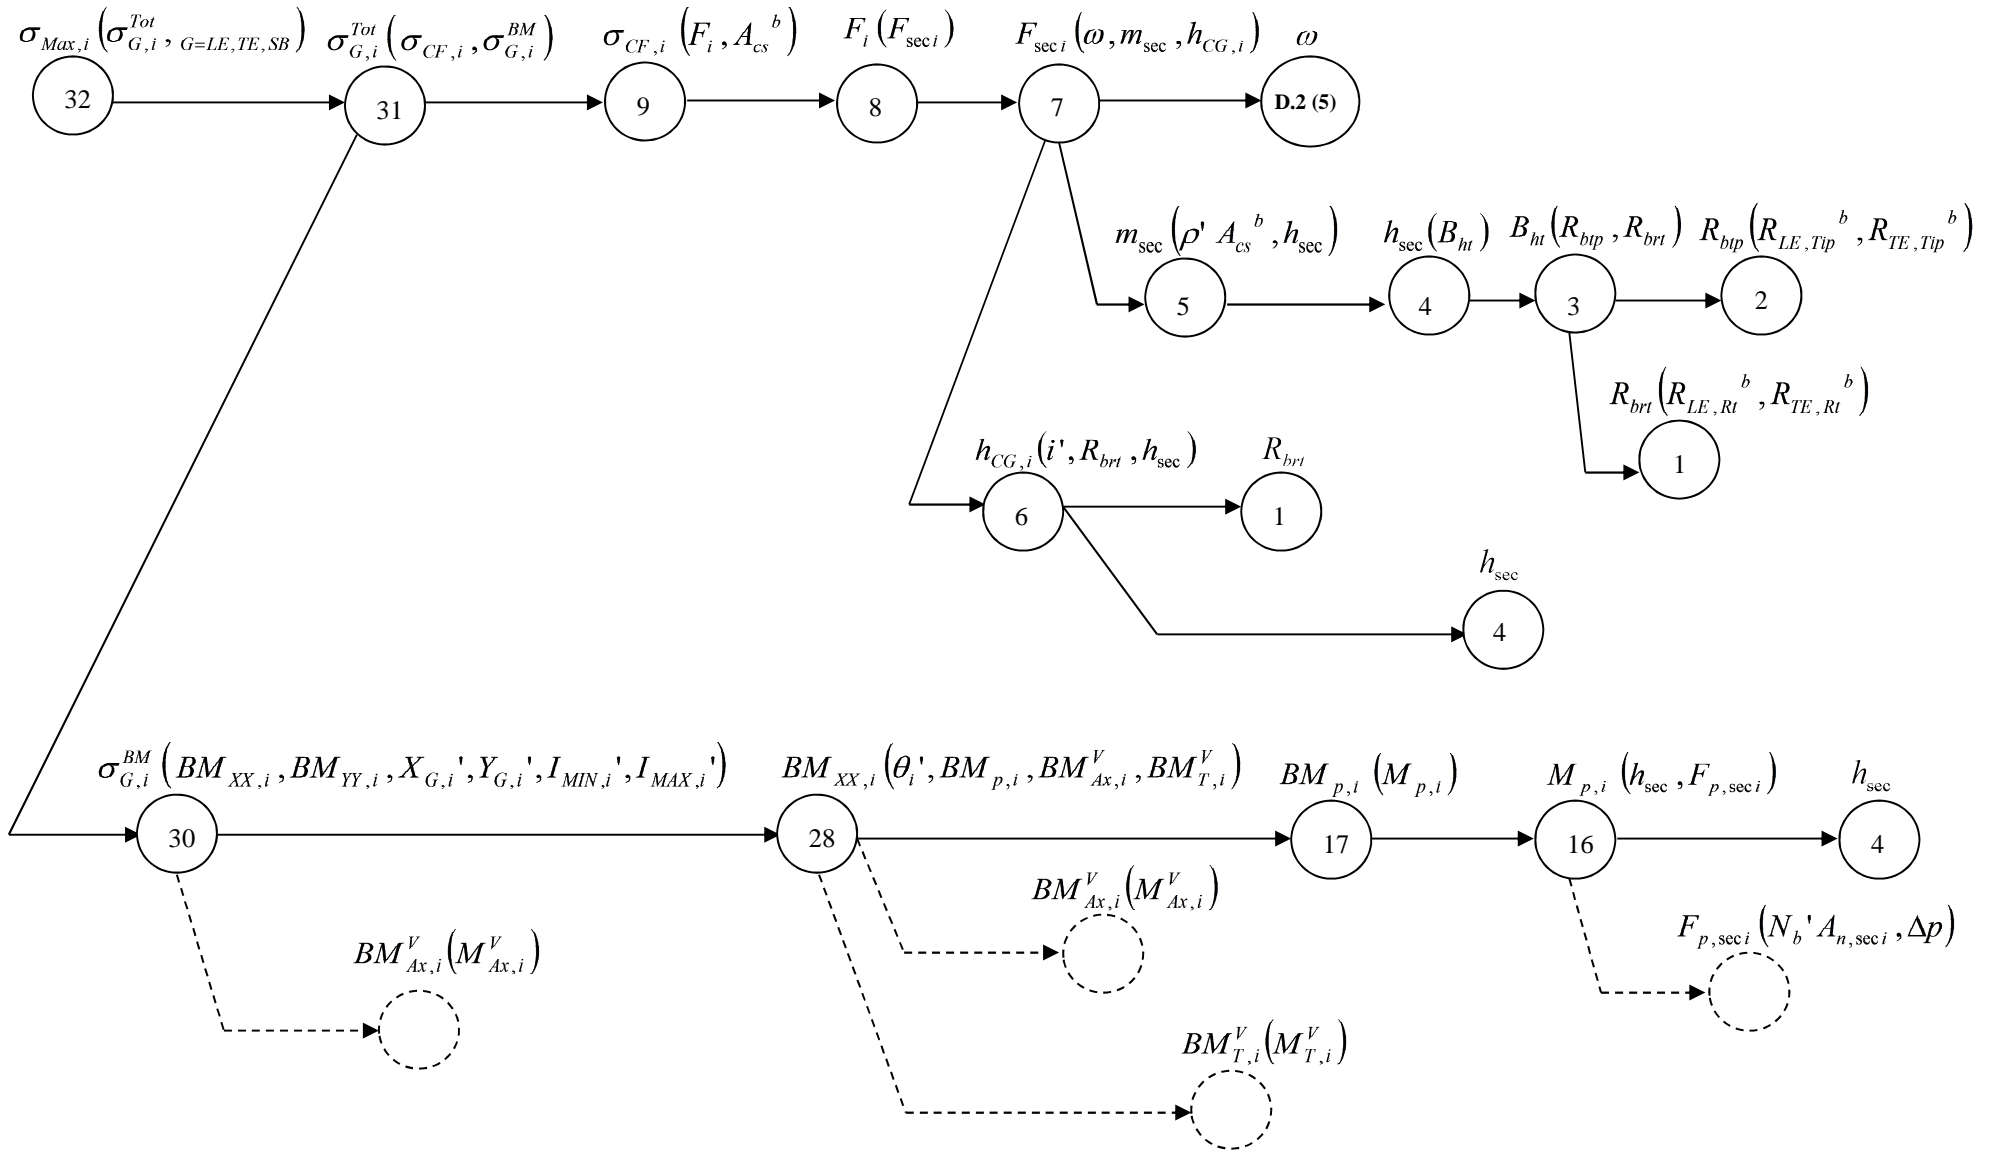 σ_{Max,i}(σ^{Tot}_{G,i}, _{G=LE,TE,SB}) σ^{Tot}_{G,i}(σ_{CF,i}, σ^{BM}_{G,i}) σ_{CF,i}(F_i, A_{cs}^b) F_i(F_{sec i}) F_{sec i}(ω, m_{sec}, h_{CG,i}) ω
32 31 9 8 7 D.2 (5)
m_{sec}(ρ' A_{cs}^b, h_{sec}) h_{sec}(B_{ht}) B_{ht}(R_{btp}, R_{brt}) R_{btp}(R_{LE,Tip}^b, R_{TE,Tip}^b)
5 4 3 2
R_{brt}(R_{LE,Rt}^b, R_{TE,Rt}^b)
1
h_{CG,i}(i', R_{brt}, h_{sec}) R_{brt}
6 1
h_{sec}
4
σ^{BM}_{G,i}(BM_{XX,i}, BM_{YY,i}, X_{G,i}', Y_{G,i}', I_{MIN,i}', I_{MAX,i}') BM_{XX,i}(θ_i', BM_{p,i}, BM^V_{Ax,i}, BM^V_{T,i}) BM_{p,i}(M_{p,i}) M_{p,i}(h_{sec}, F_{p,sec i}) h_{sec}
30 28 17 16 4
BM^V_{Ax,i}(M^V_{Ax,i})
F_{p,sec i}(N_b' A_{n,sec i}, Δp)
BM^V_{Ax,i}(M^V_{Ax,i})
BM^V_{T,i}(M^V_{T,i})